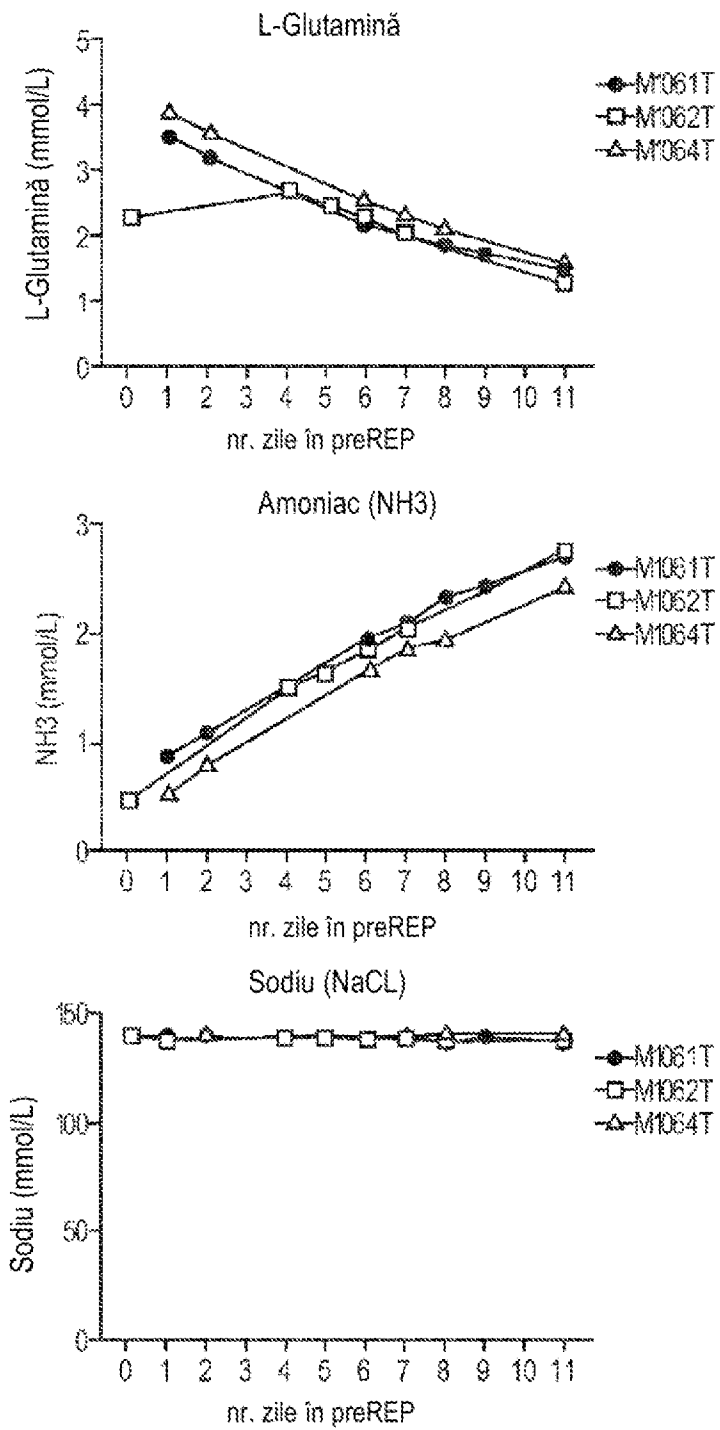 L-Glutamină
L-Glutamină (mmol/L)
5
4
3
2
1
0
0 1 2 3 4 5 6 7 8 9 10 11
nr. zile în preREP
M1061T
M1062T
M1064T
Amoniac (NH3)
NH3 (mmol/L)
3
2
1
0
0 1 2 3 4 5 6 7 8 9 10 11
nr. zile în preREP
M1061T
M1062T
M1064T
Sodiu (NaCL)
Sodiu (mmol/L)
150
100
50
0
0 1 2 3 4 5 6 7 8 9 10 11
nr. zile în preREP
M1061T
M1062T
M1064T